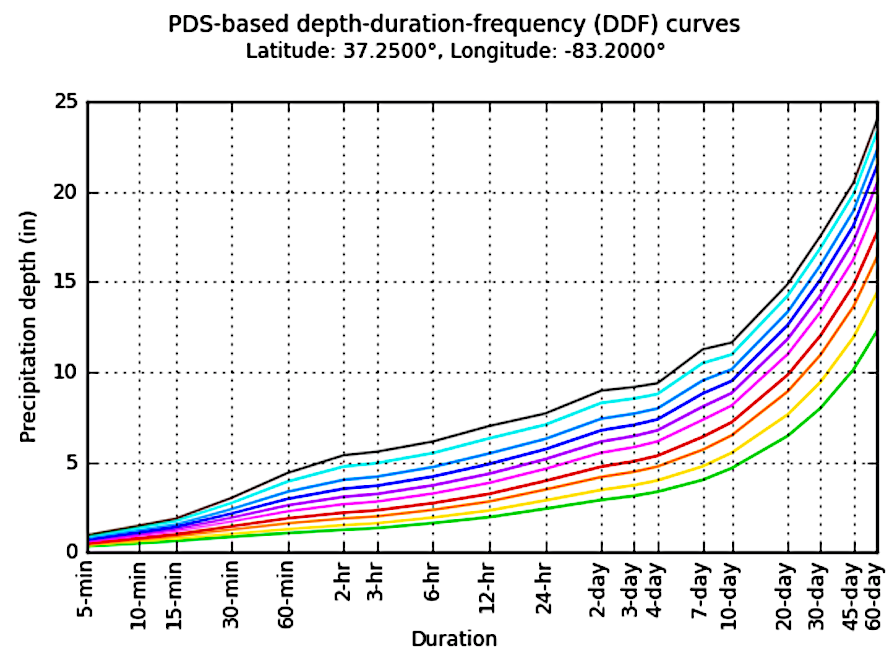 PDS-based depth-duration-frequency (DDF) curves
Latitude: 37.2500°, Longitude: -83.2000°
25
20
15
10
5
0
Precipitation depth (in)
5-min
10-min
15-min
30-min
60-min
2-hr
3-hr
6-hr
12-hr
24-hr
2-day
3-day
4-day
7-day
10-day
20-day
30-day
45-day
60-day
Duration